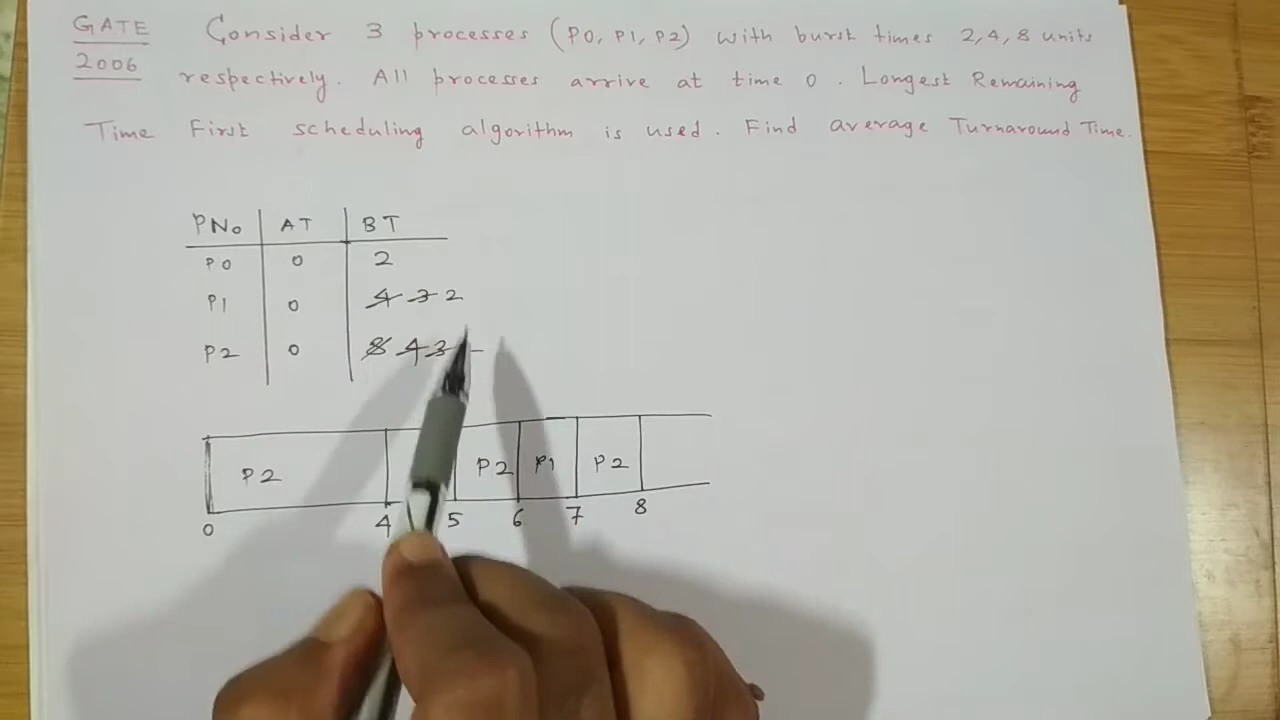 GATE 2006
Consider 3 processes (P0, P1, P2) with burst times 2, 4, 8 units
respectively. All processes arrive at time 0. Longest Remaining
Time First scheduling algorithm is used. Find average Turnaround Time.
PNo AT BT
P0 0 2
P1 0 4 3 2
P2 0 8 4 3
P2 P2 P1 P2
0 4 5 6 7 8